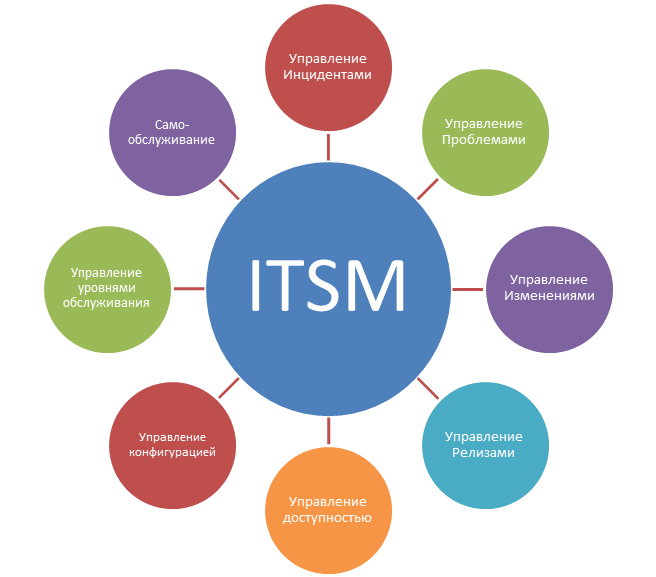 Управление
Инцидентами
Управление
Проблемами
Управление
Изменениями
Управление
Релизами
Управление
доступностью
Управление
конфигурацией
Управление
уровнями
обслуживания
Само-
обслуживание
ITSM